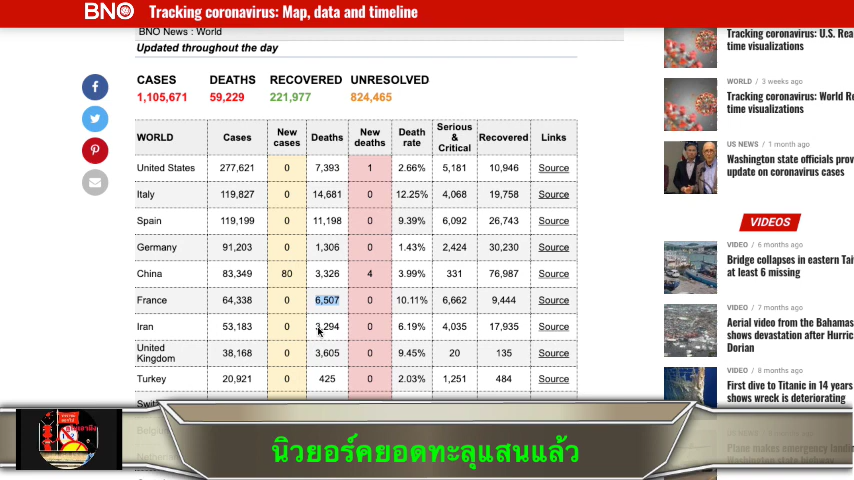 BNO Tracking coronavirus: Map, data and timeline
BNO News : World
Updated throughout the day
CASES DEATHS RECOVERED UNRESOLVED
1,105,671 59,229 221,977 824,465
WORLD Cases New cases Deaths New deaths Death rate Serious & Critical Recovered Links
United States 277,621 0 7,393 1 2.66% 5,181 10,946 Source
Italy 119,827 0 14,681 0 12.25% 4,068 19,758 Source
Spain 119,199 0 11,198 0 9.39% 6,092 26,743 Source
Germany 91,203 0 1,306 0 1.43% 2,424 30,230 Source
China 83,349 80 3,326 4 3.99% 331 76,987 Source
France 64,338 0 6,507 0 10.11% 6,662 9,444 Source
Iran 53,183 0 3,294 0 6.19% 4,035 17,935 Source
United Kingdom 38,168 0 3,605 0 9.45% 20 135 Source
Turkey 20,921 0 425 0 2.03% 1,251 484 Source
Tracking coronavirus: U.S. Rea
time visualizations
WORLD / 3 weeks ago
Tracking coronavirus: World Re
time visualizations
US NEWS / 1 month ago
Washington state officials prov
update on coronavirus cases
VIDEOS
VIDEO / 6 months ago
Bridge collapses in eastern Tai
at least 6 missing
VIDEO / 7 months ago
Aerial video from the Bahamas
shows devastation after Hurric
Dorian
VIDEO / 8 months ago
First dive to Titanic in 14 years
shows wreck is deteriorating
Plane makes emergency landi
Washington state highway
นิวยอร์คยอดทะลุแสนแล้ว